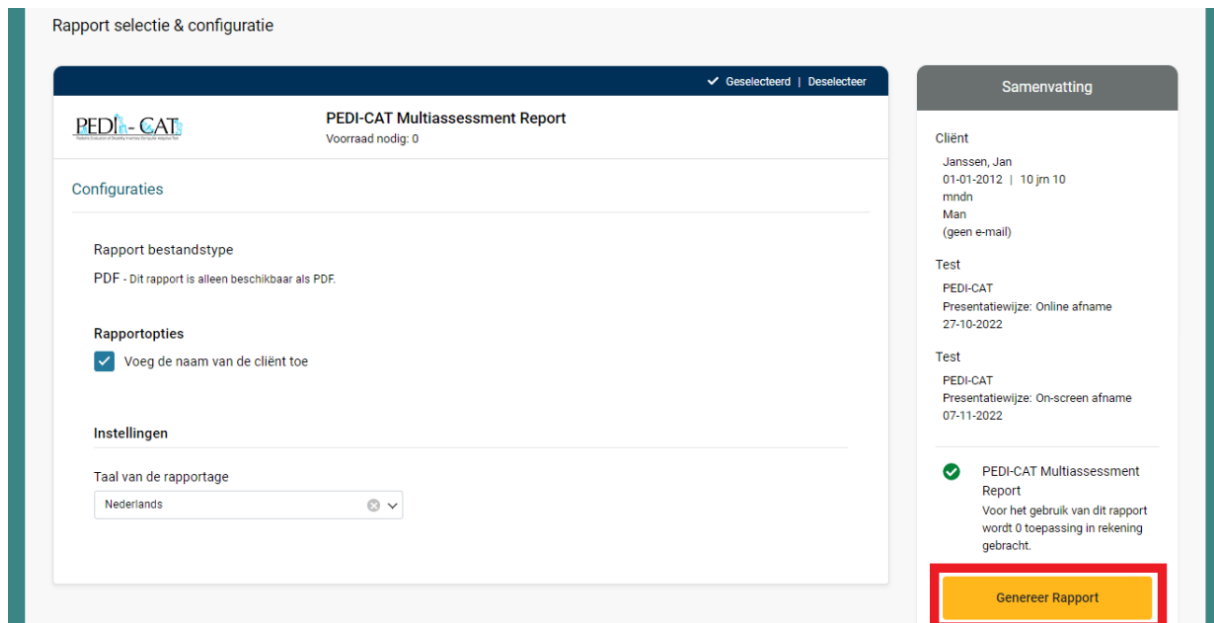 Rapport selectie & configuratie
Geselecteerd | Deselecteer
PEDI-CAT
PEDI-CAT Multiassessment Report
Voorraad nodig: 0
Configuraties
Rapport bestandstype
PDF - Dit rapport is alleen beschikbaar als PDF.
Rapportopties
Voeg de naam van de cliënt toe
Instellingen
Taal van de rapportage
Nederlands
Samenvatting
Cliënt
Janssen, Jan
01-01-2012 | 10 jrn 10
mndn
Man
(geen e-mail)
Test
PEDI-CAT
Presentatiewijze: Online afname
27-10-2022
Test
PEDI-CAT
Presentatiewijze: On-screen afname
07-11-2022
PEDI-CAT Multiassessment
Report
Voor het gebruik van dit rapport
wordt 0 toepassing in rekening
gebracht.
Genereer Rapport